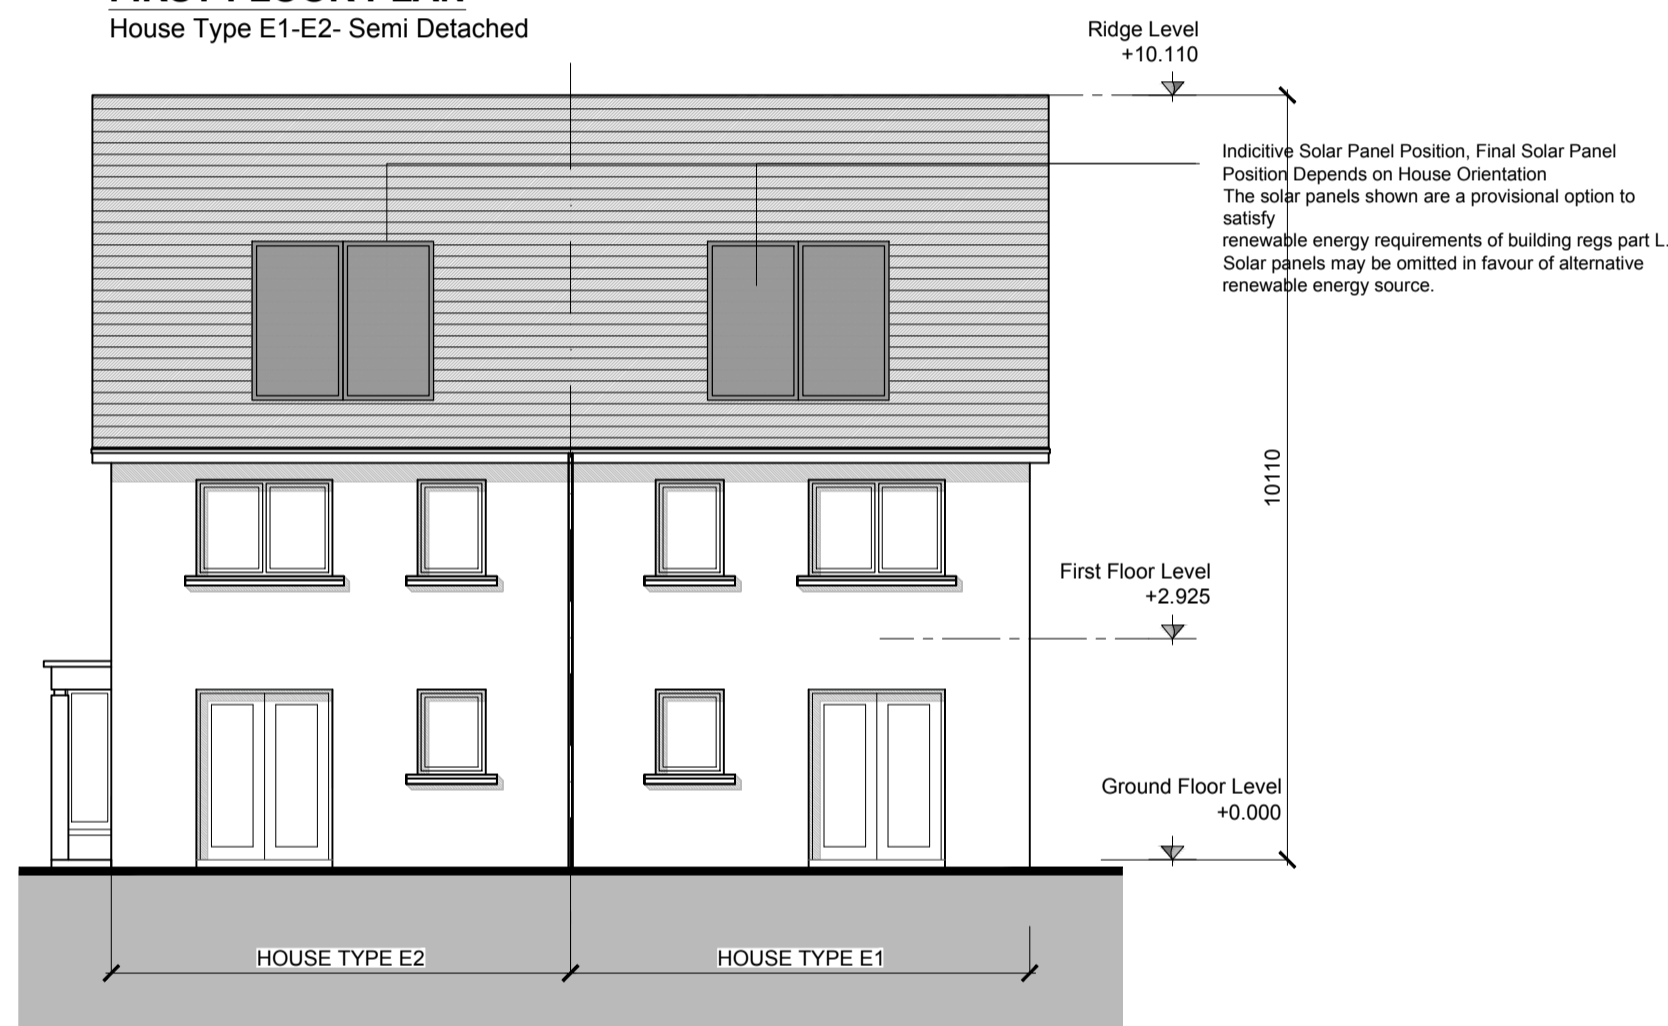 FIRST FLOOR PLAN
House Type E1-E2- Semi Detached
Ridge Level
+10.110
Indicitive Solar Panel Position, Final Solar Panel
Position Depends on House Orientation
The solar panels shown are a provisional option to
satisfy
renewable energy requirements of building regs part L.
Solar panels may be omitted in favour of alternative
renewable energy source.
10110
First Floor Level
+2.925
Ground Floor Level
+0.000
HOUSE TYPE E2
HOUSE TYPE E1